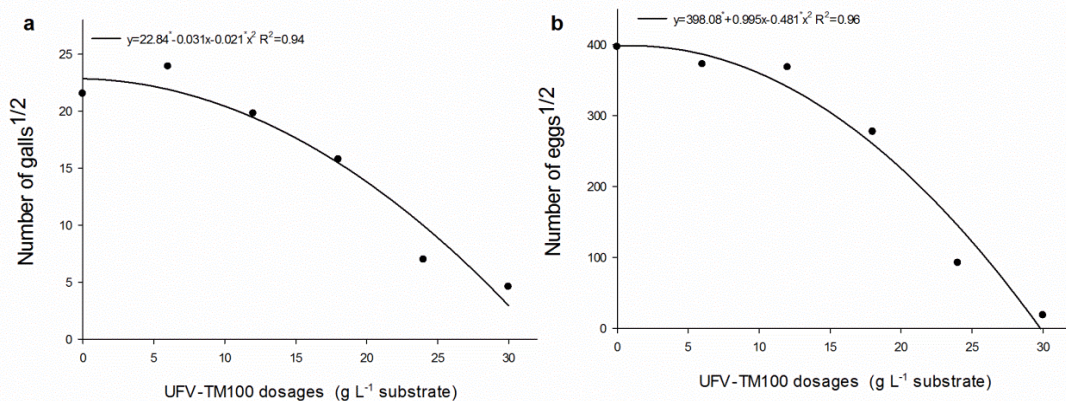 a
y=22.84*-0.031x-0.021*x² R²=0.94
25
20
15
10
5
0
Number of galls1/2
0 5 10 15 20 25 30
UFV-TM100 dosages (g L⁻¹ substrate)
b
y=398.08*+0.995x-0.481*x² R²=0.96
400
300
200
100
0
Number of eggs1/2
0 5 10 15 20 25 30
UFV-TM100 dosages (g L⁻¹ substrate)